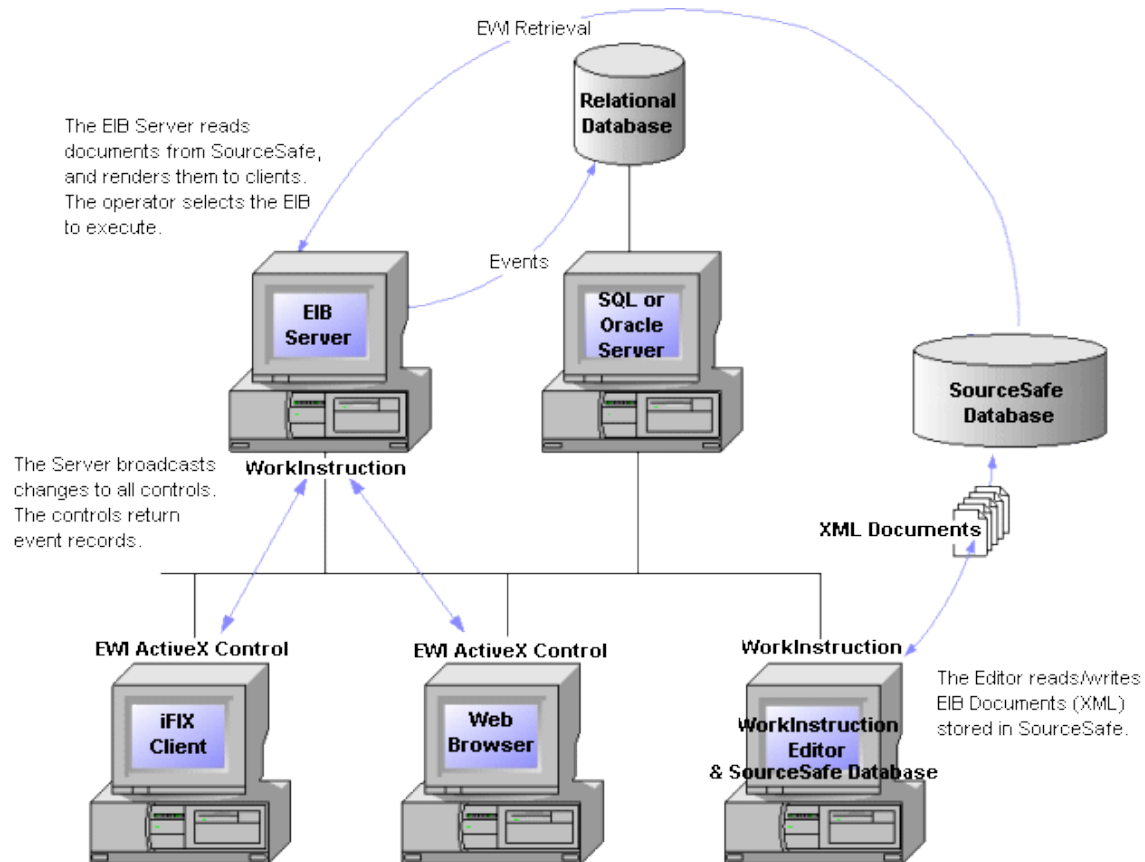 EWI Retrieval
Relational
Database
The EIB Server reads
documents from SourceSafe,
and renders them to clients.
The operator selects the EIB
to execute.
Events
EIB
Server
SQL or
Oracle
Server
SourceSafe
Database
WorkInstruction
The Server broadcasts
changes to all controls.
The controls return
event records.
XML Documents
EWI ActiveX Control
EWI ActiveX Control
WorkInstruction
iFIX
Client
Web
Browser
WorkInstruction
Editor
& SourceSafe Database
The Editor reads/writes
EIB Documents (XML)
stored in SourceSafe.